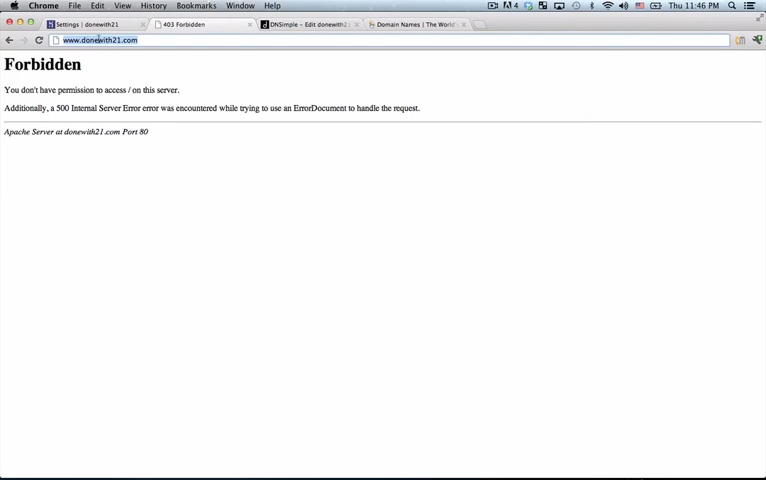 Chrome File Edit View History Bookmarks Window Help 4 Thu 11:46 PM
Settings | donewith21
403 Forbidden
DNSimple - Edit donewith2
Domain Names | The World'
www.donewith21.com
Forbidden
You don't have permission to access / on this server.
Additionally, a 500 Internal Server Error error was encountered while trying to use an ErrorDocument to handle the request.
Apache Server at donewith21.com Port 80